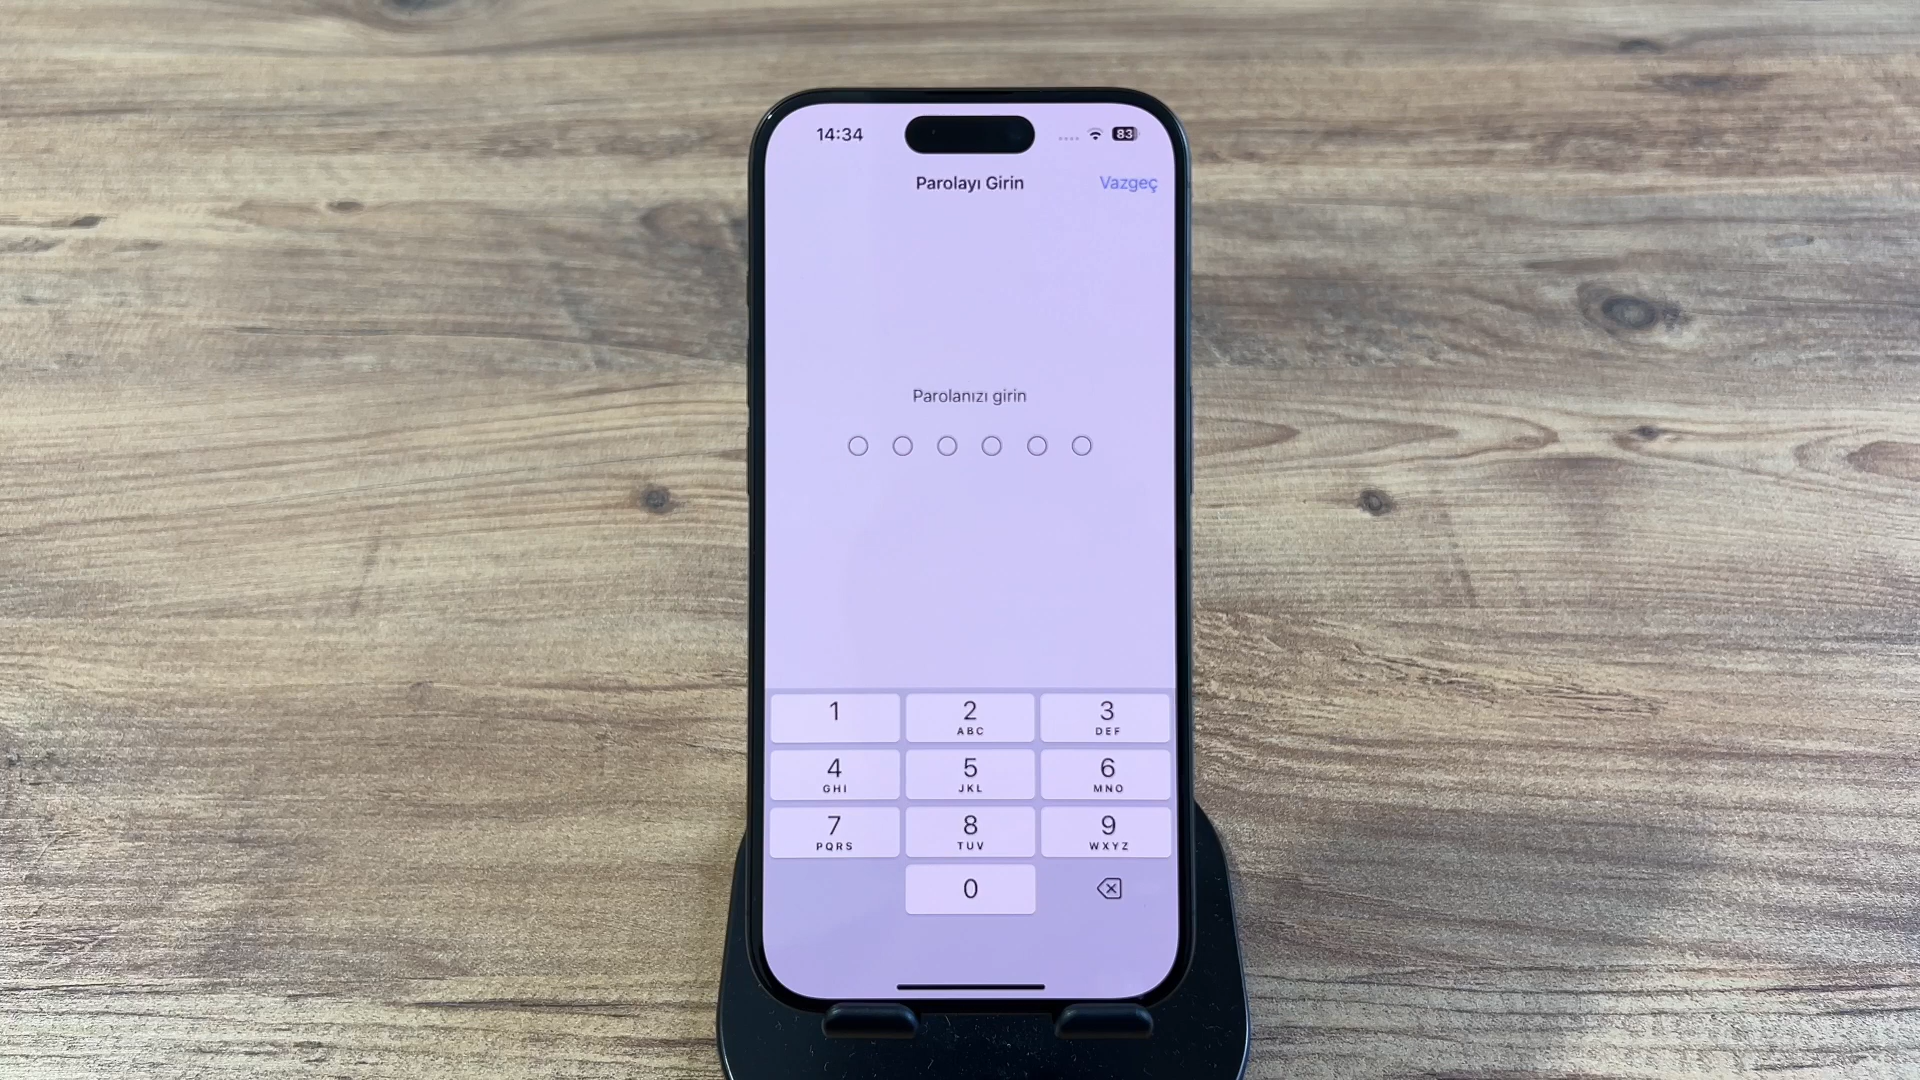 14:34 83
Parolayı Girin Vazgeç
Parolanızı girin
1 2 3
ABC DEF
4 5 6
GHI JKL MNO
7 8 9
PQRS TUV WXYZ
0